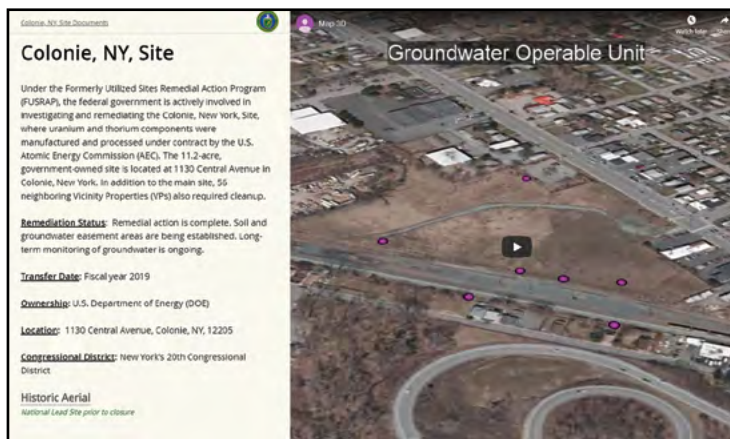 Colonie, NY, Site Documents
Colonie, NY, Site
Under the Formerly Utilized Sites Remedial Action Program
(FUSRAP), the federal government is actively involved in
investigating and remediating the Colonie, New York, Site,
where uranium and thorium components were
manufactured and processed under contract by the U.S.
Atomic Energy Commission (AEC). The 11.2-acre,
government-owned site is located at 1130 Central Avenue in
Colonie, New York. In addition to the main site, 56
neighboring Vicinity Properties (VPs) also required cleanup.
Remediation Status: Remedial action is complete. Soil and
groundwater easement areas are being established. Long-
term monitoring of groundwater is ongoing.
Transfer Date: Fiscal year 2019
Ownership: U.S. Department of Energy (DOE)
Location: 1130 Central Avenue, Colonie, NY, 12205
Congressional District: New York's 20th Congressional
District
Historic Aerial
National Lead Site prior to closure
Map 3D
Watch later
Groundwater Operable Unit